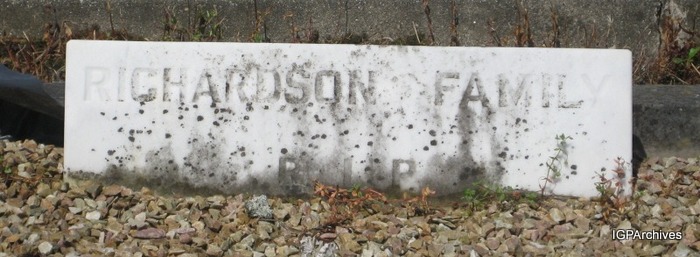 RICHARDSON FAMILY
R.I.P.
IGPArchives